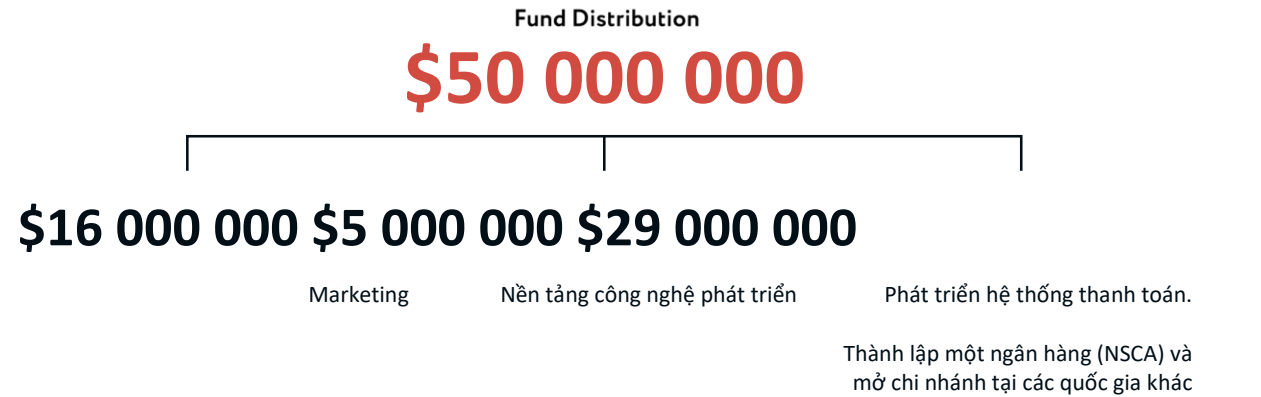 Fund Distribution
$50 000 000
$16 000 000 $5 000 000 $29 000 000
Marketing
Nền tảng công nghệ phát triển
Phát triển hệ thống thanh toán.
Thành lập một ngân hàng (NSCA) và
mở chi nhánh tại các quốc gia khác